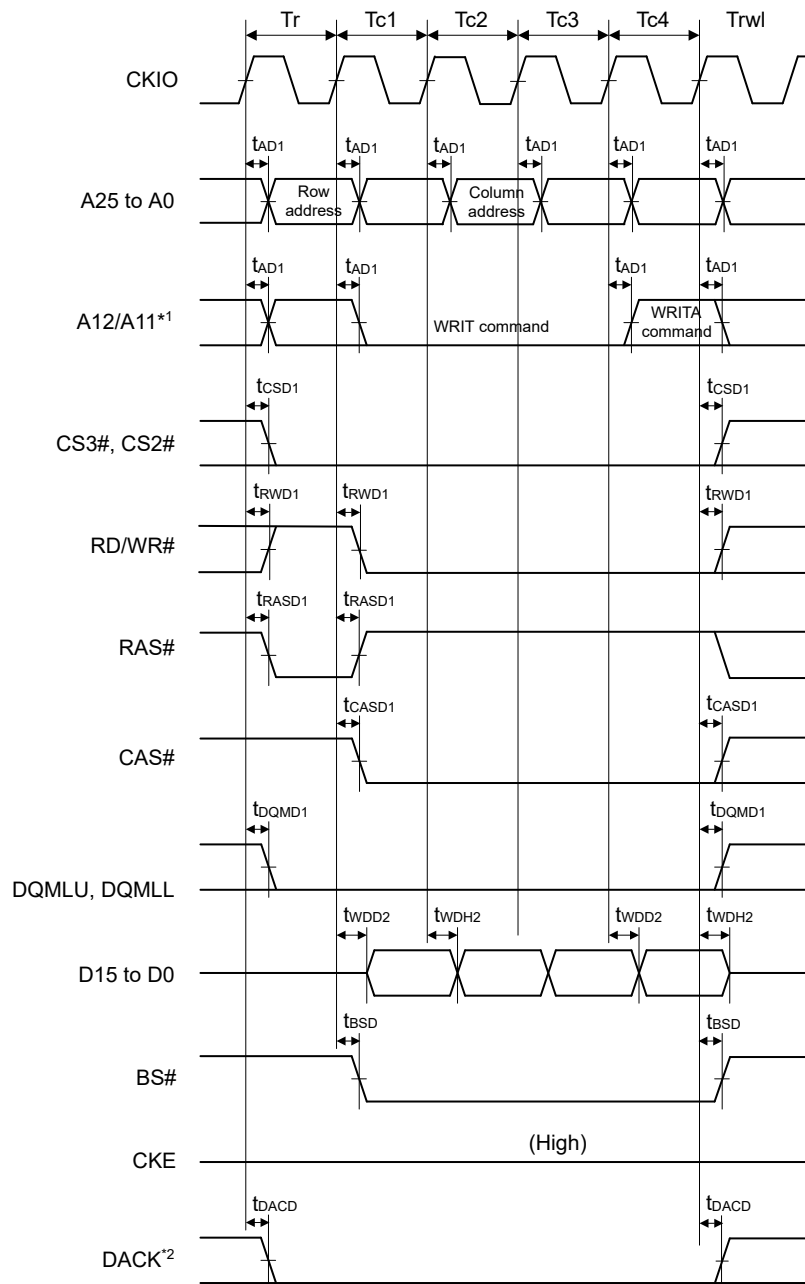 Tr Tc1 Tc2 Tc3 Tc4 Trwl
CKIO
tAD1 tAD1 tAD1 tAD1 tAD1 tAD1
A25 to A0
Row
address
Column
address
tAD1 tAD1 tAD1 tAD1
A12/A11*1
WRIT command
WRITA
command
tCSD1 tCSD1
CS3#, CS2#
tRWD1 tRWD1 tRWD1
RD/WR#
tRASD1 tRASD1
RAS#
tCASD1 tCASD1
CAS#
tDQMD1 tDQMD1
DQMLU, DQMLL
tWDD2 tWDH2 tWDD2 tWDH2
D15 to D0
tBSD tBSD
BS#
(High)
CKE
tDACD tDACD
DACK*2